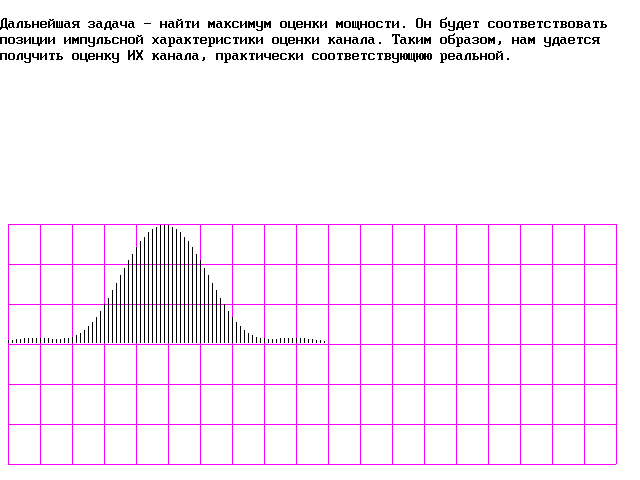 Дальнейшая задача - найти максимум оценки мощности. Он будет соответствовать
позиции импульсной характеристики оценки канала. Таким образом, нам удается
получить оценку ИХ канала, практически соответствующюю реальной.